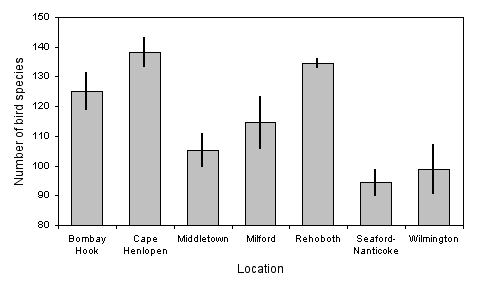 150
140
130
120
110
100
90
80
Number of bird species
Bombay Hook
Cape Henlopen
Middletown
Milford
Rehoboth
Seaford-Nanticoke
Wilmington
Location